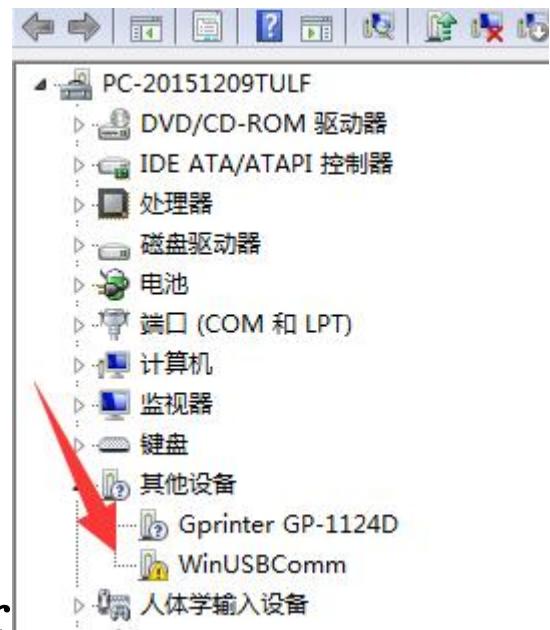 PC-20151209TULF
DVD/CD-ROM 驱动器
IDE ATA/ATAPI 控制器
处理器
磁盘驱动器
电池
端口 (COM 和 LPT)
计算机
监视器
键盘
其他设备
Gprinter GP-1124D
WinUSBComm
r
人体学输入设备